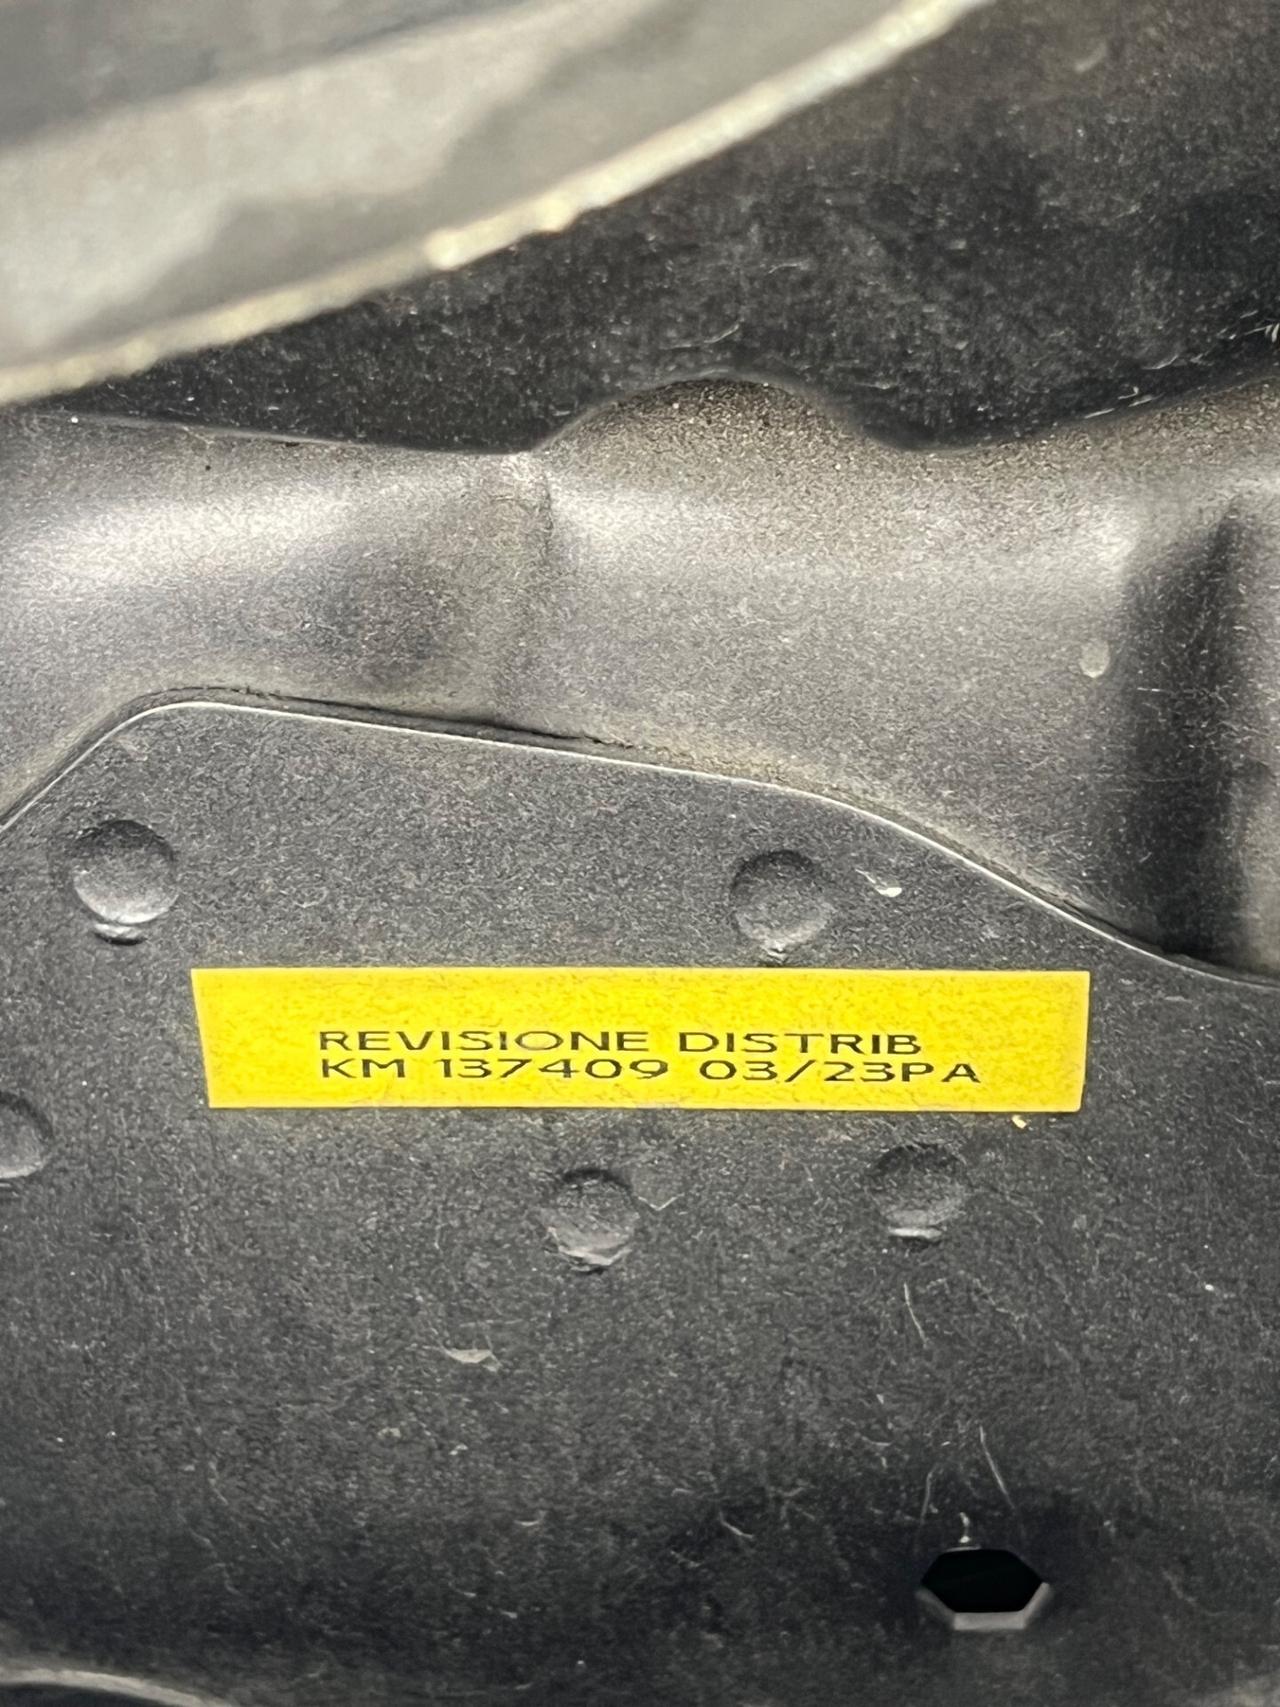 REVISIONE DISTRIB
KM 137409 03/23PA